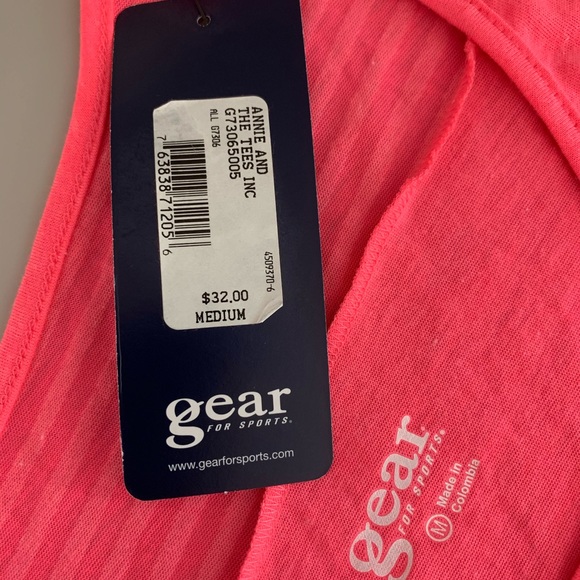 ANNIE AND
THE TEES INC
G73065005
ALL G7306
7 63838 71205 6
4509370-6
$32.00
MEDIUM
gear
FOR SPORTS®
www.gearforsports.com
gear
FOR SPORTS®
M Made in
Colombia